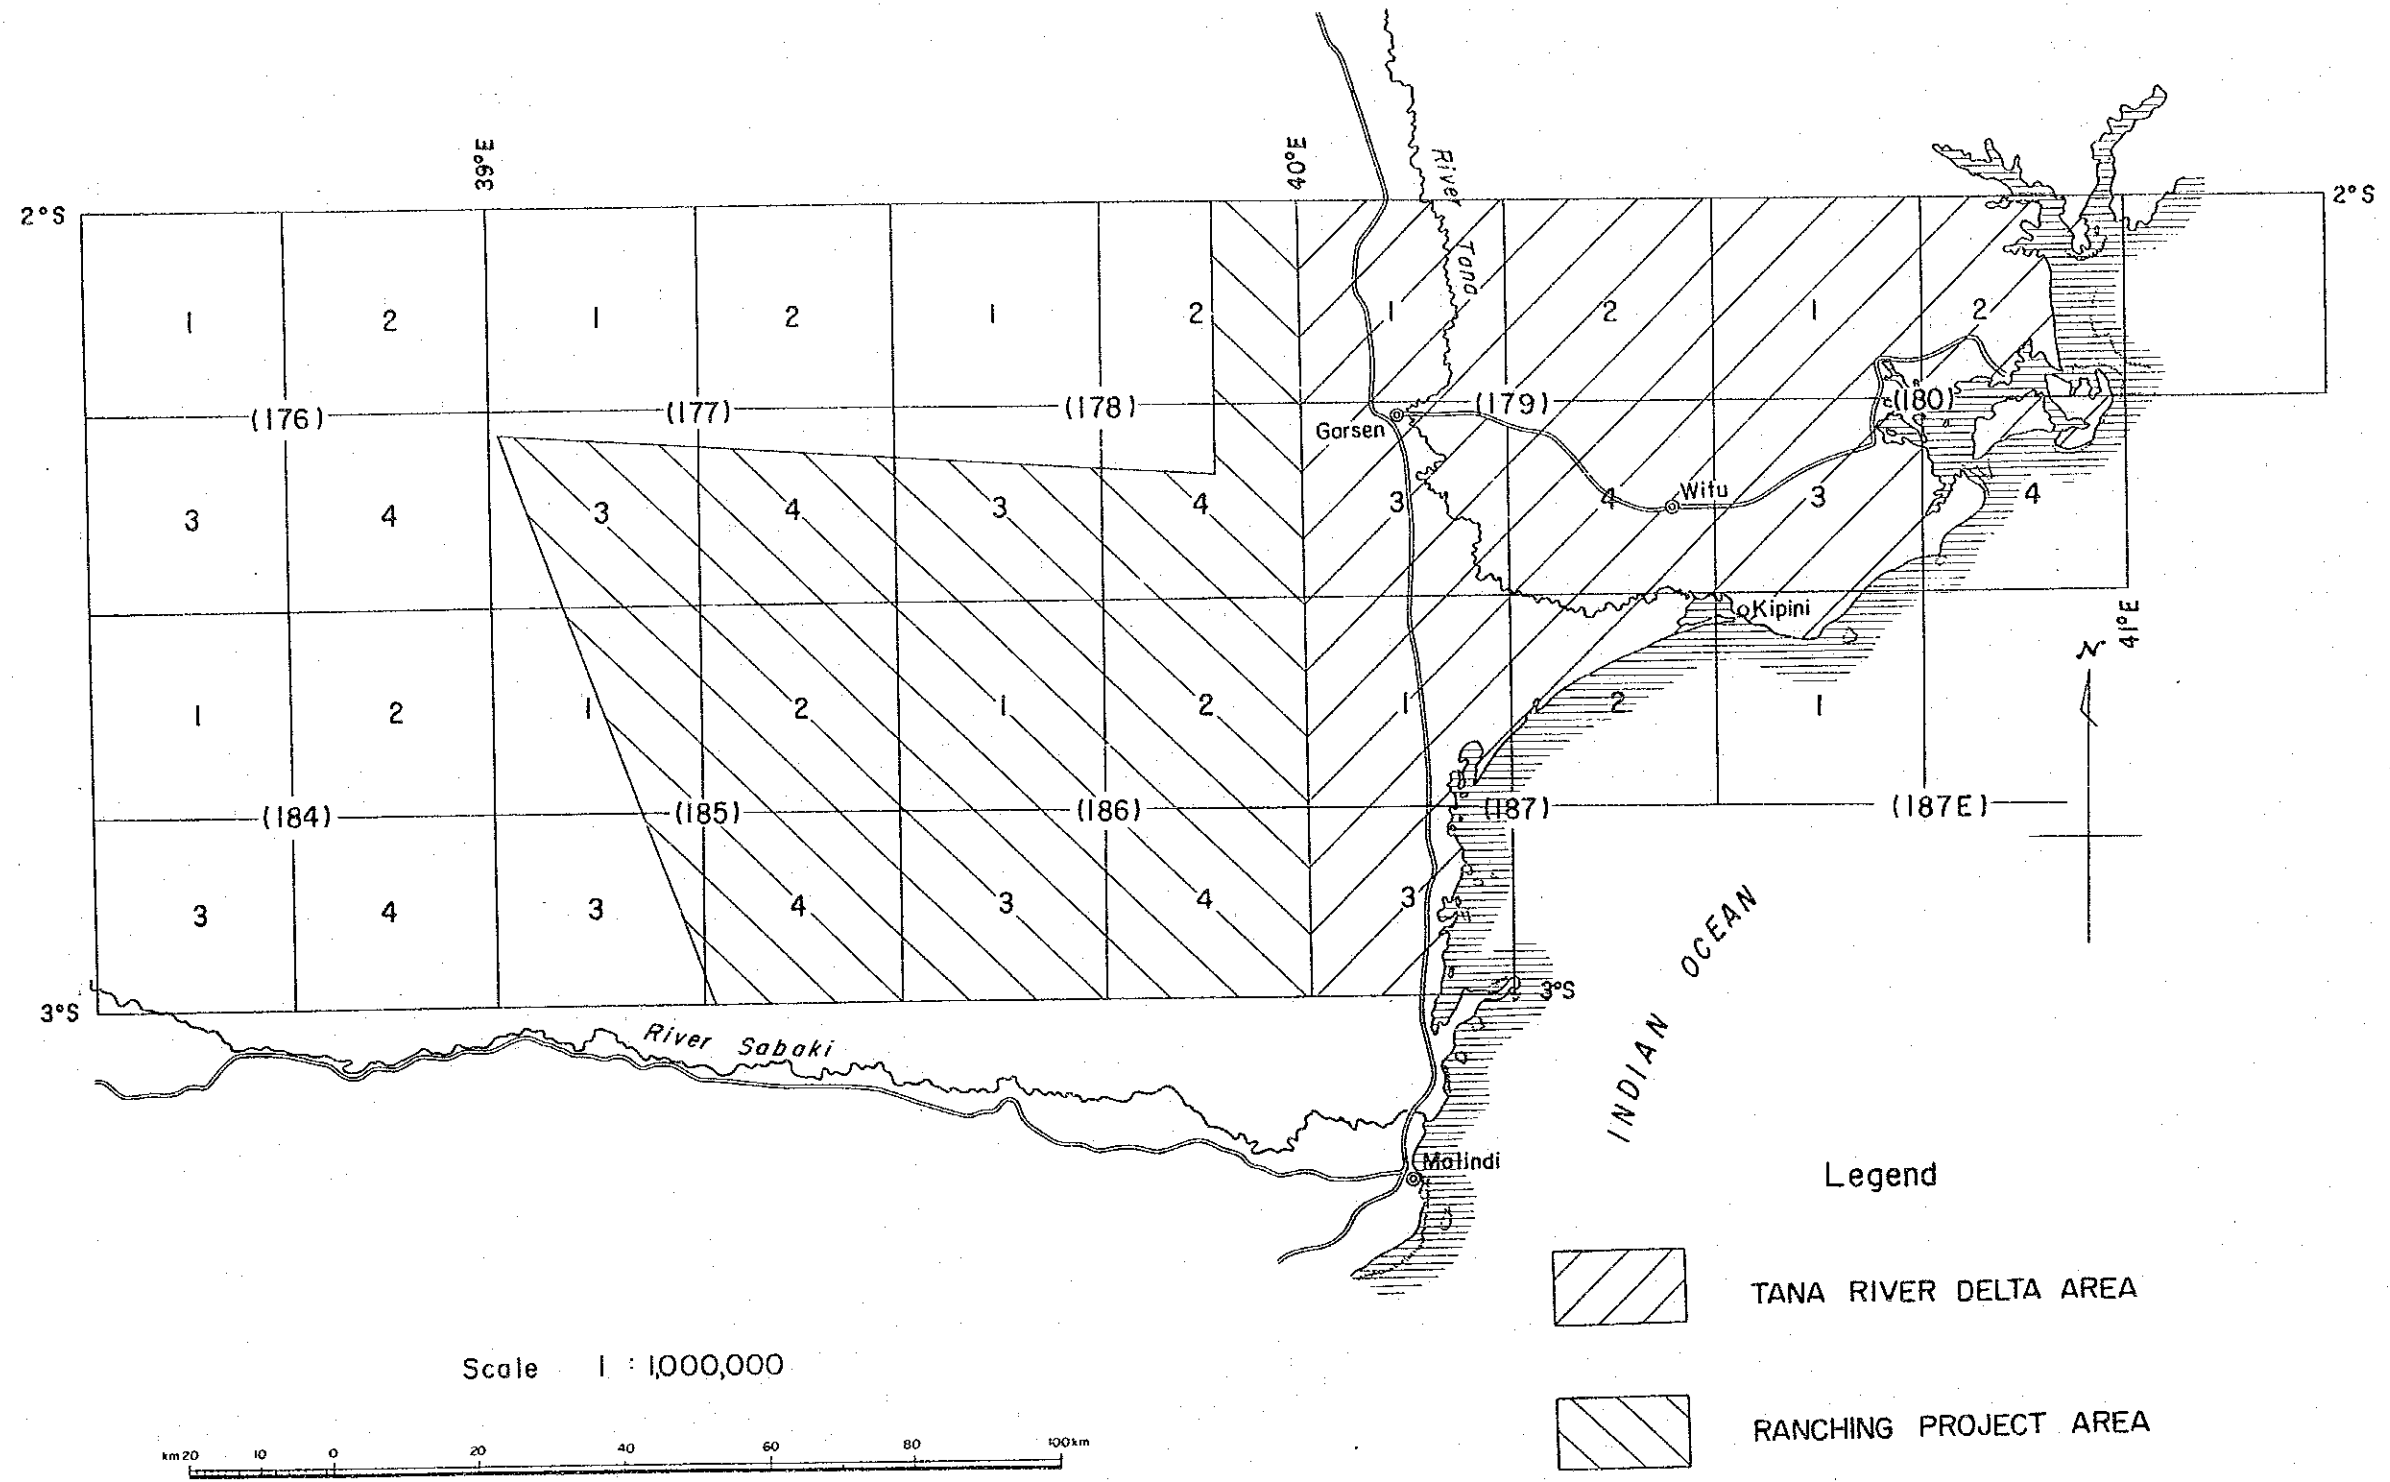 39°E
40°E
River Tana
2°S
2°S
1 2 1 2 1 2 1 2 1 2
(176) (177) (178) (179) (180)
Garsen
Witu
3 4 3 4 3 4 3 4 3 4
Kipini
41°E
N
1 2 1 2 1 2 1 2 1
(184) (185) (186) (187) (187E)
3 4 3 4 3 4 3
3°S
3°S
River Sabaki
INDIAN OCEAN
Malindi
Legend
TANA RIVER DELTA AREA
RANCHING PROJECT AREA
Scale 1 : 1,000,000
km 20 10 0 20 40 60 80 100 km